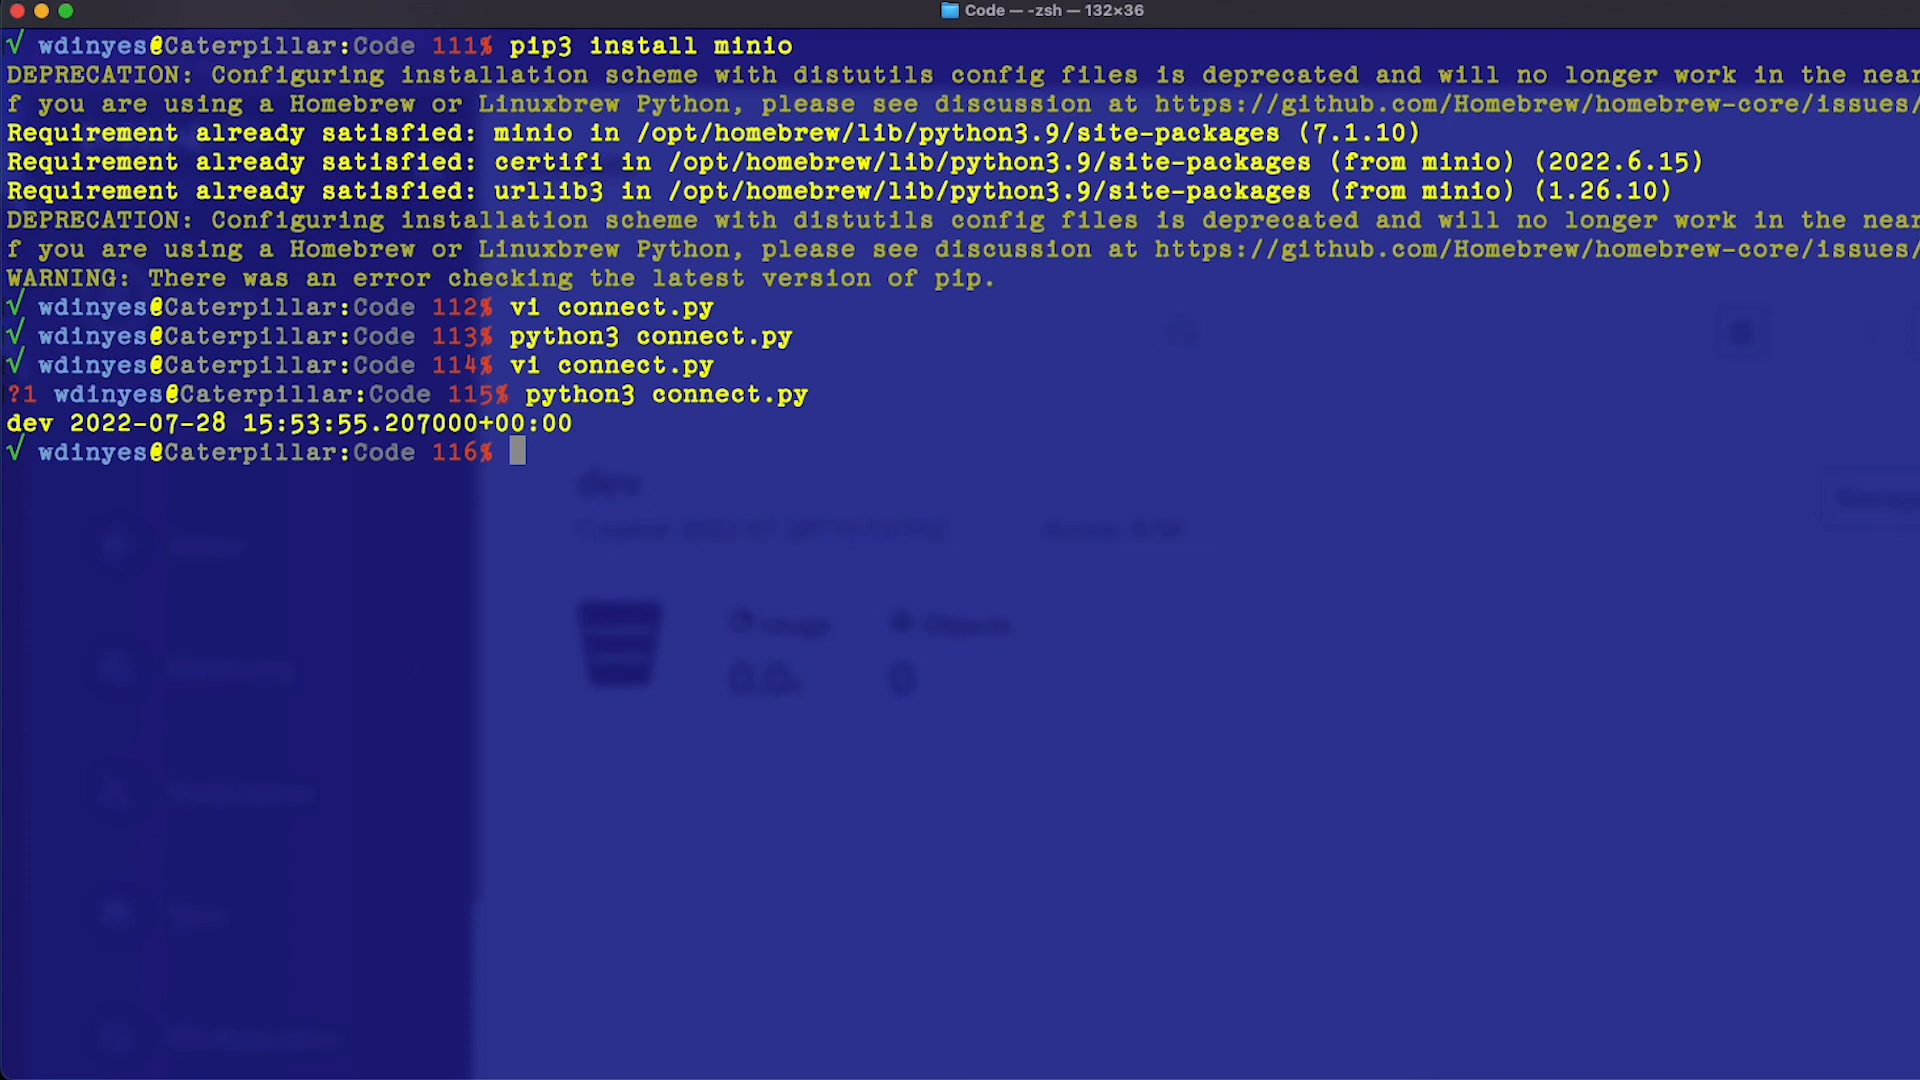 Code — -zsh — 132×36
√ wdinyes@Caterpillar:Code 111% pip3 install minio
DEPRECATION: Configuring installation scheme with distutils config files is deprecated and will no longer work in the near
f you are using a Homebrew or Linuxbrew Python, please see discussion at https://github.com/Homebrew/homebrew-core/issues/
Requirement already satisfied: minio in /opt/homebrew/lib/python3.9/site-packages (7.1.10)
Requirement already satisfied: certifi in /opt/homebrew/lib/python3.9/site-packages (from minio) (2022.6.15)
Requirement already satisfied: urllib3 in /opt/homebrew/lib/python3.9/site-packages (from minio) (1.26.10)
DEPRECATION: Configuring installation scheme with distutils config files is deprecated and will no longer work in the near
f you are using a Homebrew or Linuxbrew Python, please see discussion at https://github.com/Homebrew/homebrew-core/issues/
WARNING: There was an error checking the latest version of pip.
√ wdinyes@Caterpillar:Code 112% vi connect.py
√ wdinyes@Caterpillar:Code 113% python3 connect.py
√ wdinyes@Caterpillar:Code 114% vi connect.py
?1 wdinyes@Caterpillar:Code 115% python3 connect.py
dev 2022-07-28 15:53:55.207000+00:00
√ wdinyes@Caterpillar:Code 116%
dev
Usage Objects
0.0 0